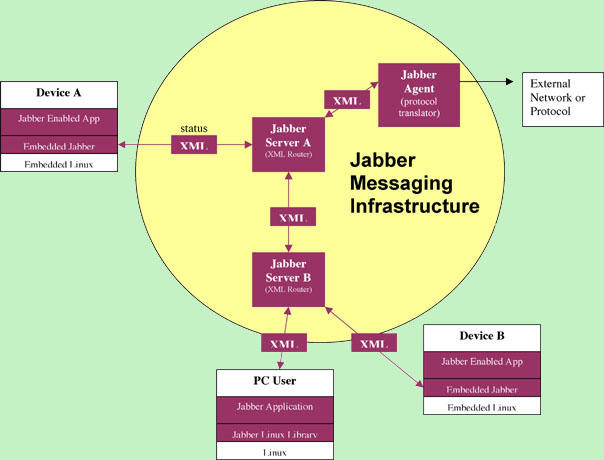 Device A
Jabber Enabled App
Embedded Jabber
Embedded Linux
status
XML
Jabber
Server A
(XML Router)
XML
Jabber
Agent
(protocol
translator)
External
Network or
Protocol
Jabber
Messaging
Infrastructure
XML
Jabber
Server B
(XML Router)
XML
XML
PC User
Jabber Application
Jabber Linux Library
Linux
Device B
Jabber Enabled App
Embedded Jabber
Embedded Linux